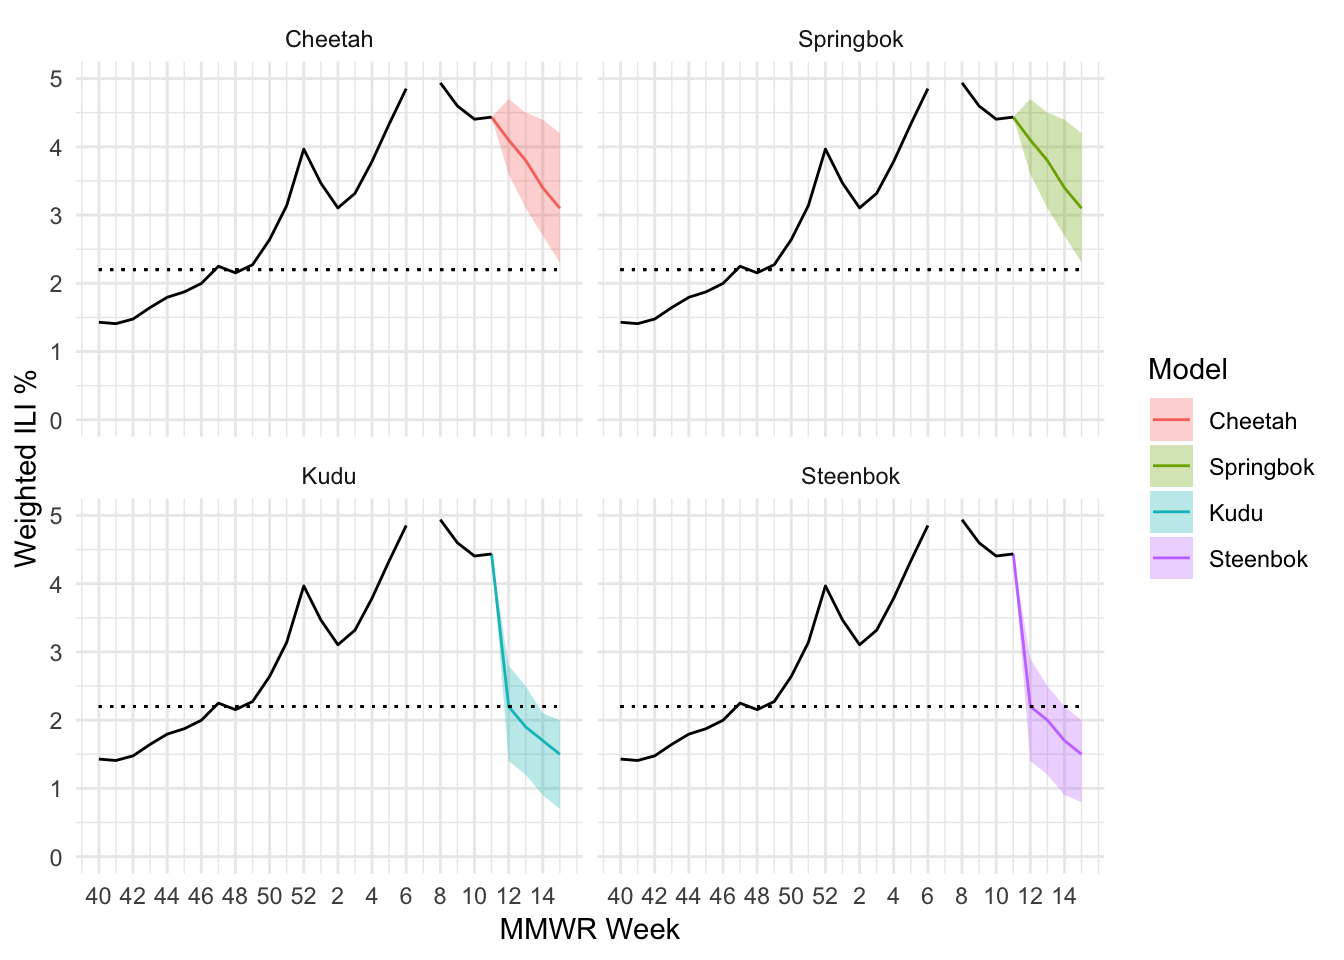 Cheetah
Springbok
5
4
3
2
1
0
Kudu
Steenbok
5
4
3
2
1
0
40 42 44 46 48 50 52 2 4 6 8 10 12 14
40 42 44 46 48 50 52 2 4 6 8 10 12 14
MMWR Week
Weighted ILI %
Model
Cheetah
Springbok
Kudu
Steenbok